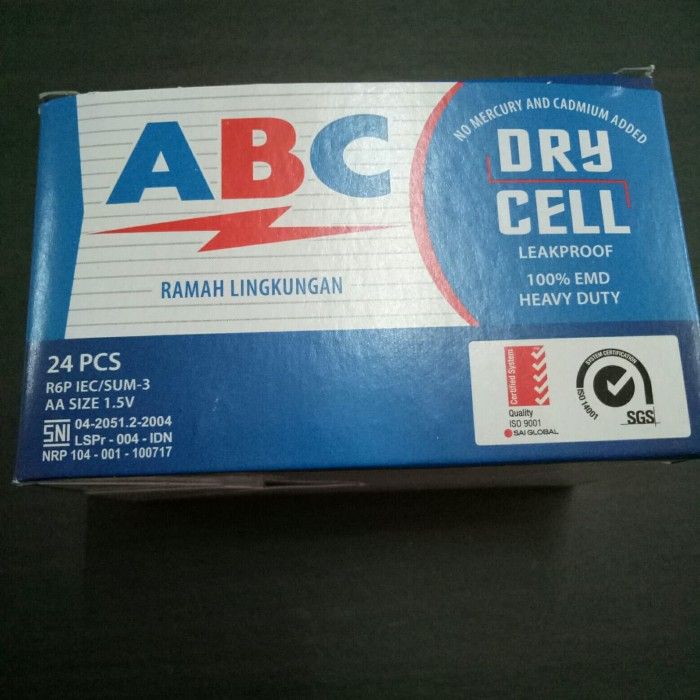 ABC
RAMAH LINGKUNGAN
NO MERCURY AND CADMIUM ADDED
DRY
CELL
LEAKPROOF
100% EMD
HEAVY DUTY
24 PCS
R6P IEC/SUM-3
AA SIZE 1.5V
SNI 04-2051.2-2004
LSPr - 004 - IDN
NRP 104 - 001 - 100717
Certified System
Quality
ISO 9001
SAI GLOBAL
SYSTEM CERTIFICATION
ISO 14001
SGS